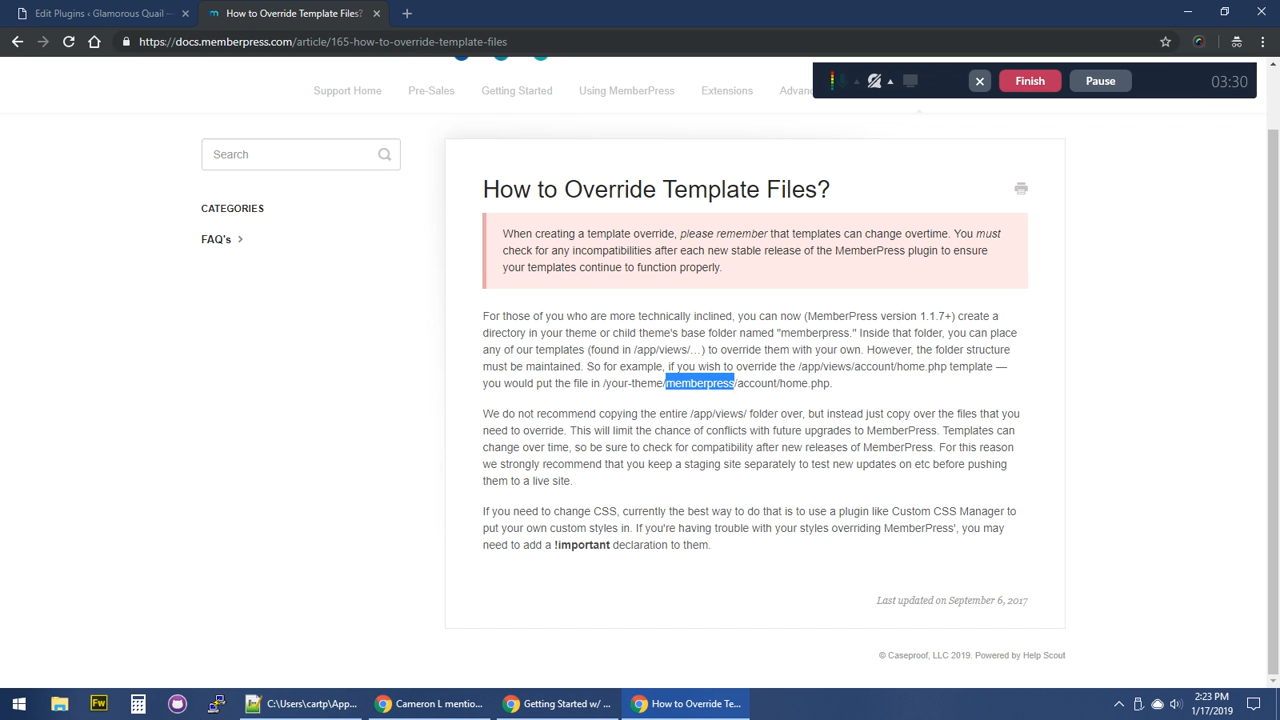 Edit Plugins ‹ Glamorous Quail —
How to Override Template Files?
https://docs.memberpress.com/article/165-how-to-override-template-files
Support Home
Pre-Sales
Getting Started
Using MemberPress
Extensions
Advanc
Finish
Pause
03:30
Search
CATEGORIES
FAQ's
How to Override Template Files?
When creating a template override, please remember that templates can change overtime. You must
check for any incompatibilities after each new stable release of the MemberPress plugin to ensure
your templates continue to function properly.
For those of you who are more technically inclined, you can now (MemberPress version 1.1.7+) create a
directory in your theme or child theme's base folder named "memberpress." Inside that folder, you can place
any of our templates (found in /app/views/…) to override them with your own. However, the folder structure
must be maintained. So for example, if you wish to override the /app/views/account/home.php template —
you would put the file in /your-theme/memberpress/account/home.php.
We do not recommend copying the entire /app/views/ folder over, but instead just copy over the files that you
need to override. This will limit the chance of conflicts with future upgrades to MemberPress. Templates can
change over time, so be sure to check for compatibility after new releases of MemberPress. For this reason
we strongly recommend that you keep a staging site separately to test new updates on etc before pushing
them to a live site.
If you need to change CSS, currently the best way to do that is to use a plugin like Custom CSS Manager to
put your own custom styles in. If you're having trouble with your styles overriding MemberPress', you may
need to add a !important declaration to them.
Last updated on September 6, 2017
© Caseproof, LLC 2019. Powered by Help Scout
Fw
C:\Users\cartp\App...
Cameron L mentio...
Getting Started w/ ...
How to Override Te...
2:23 PM
1/17/2019